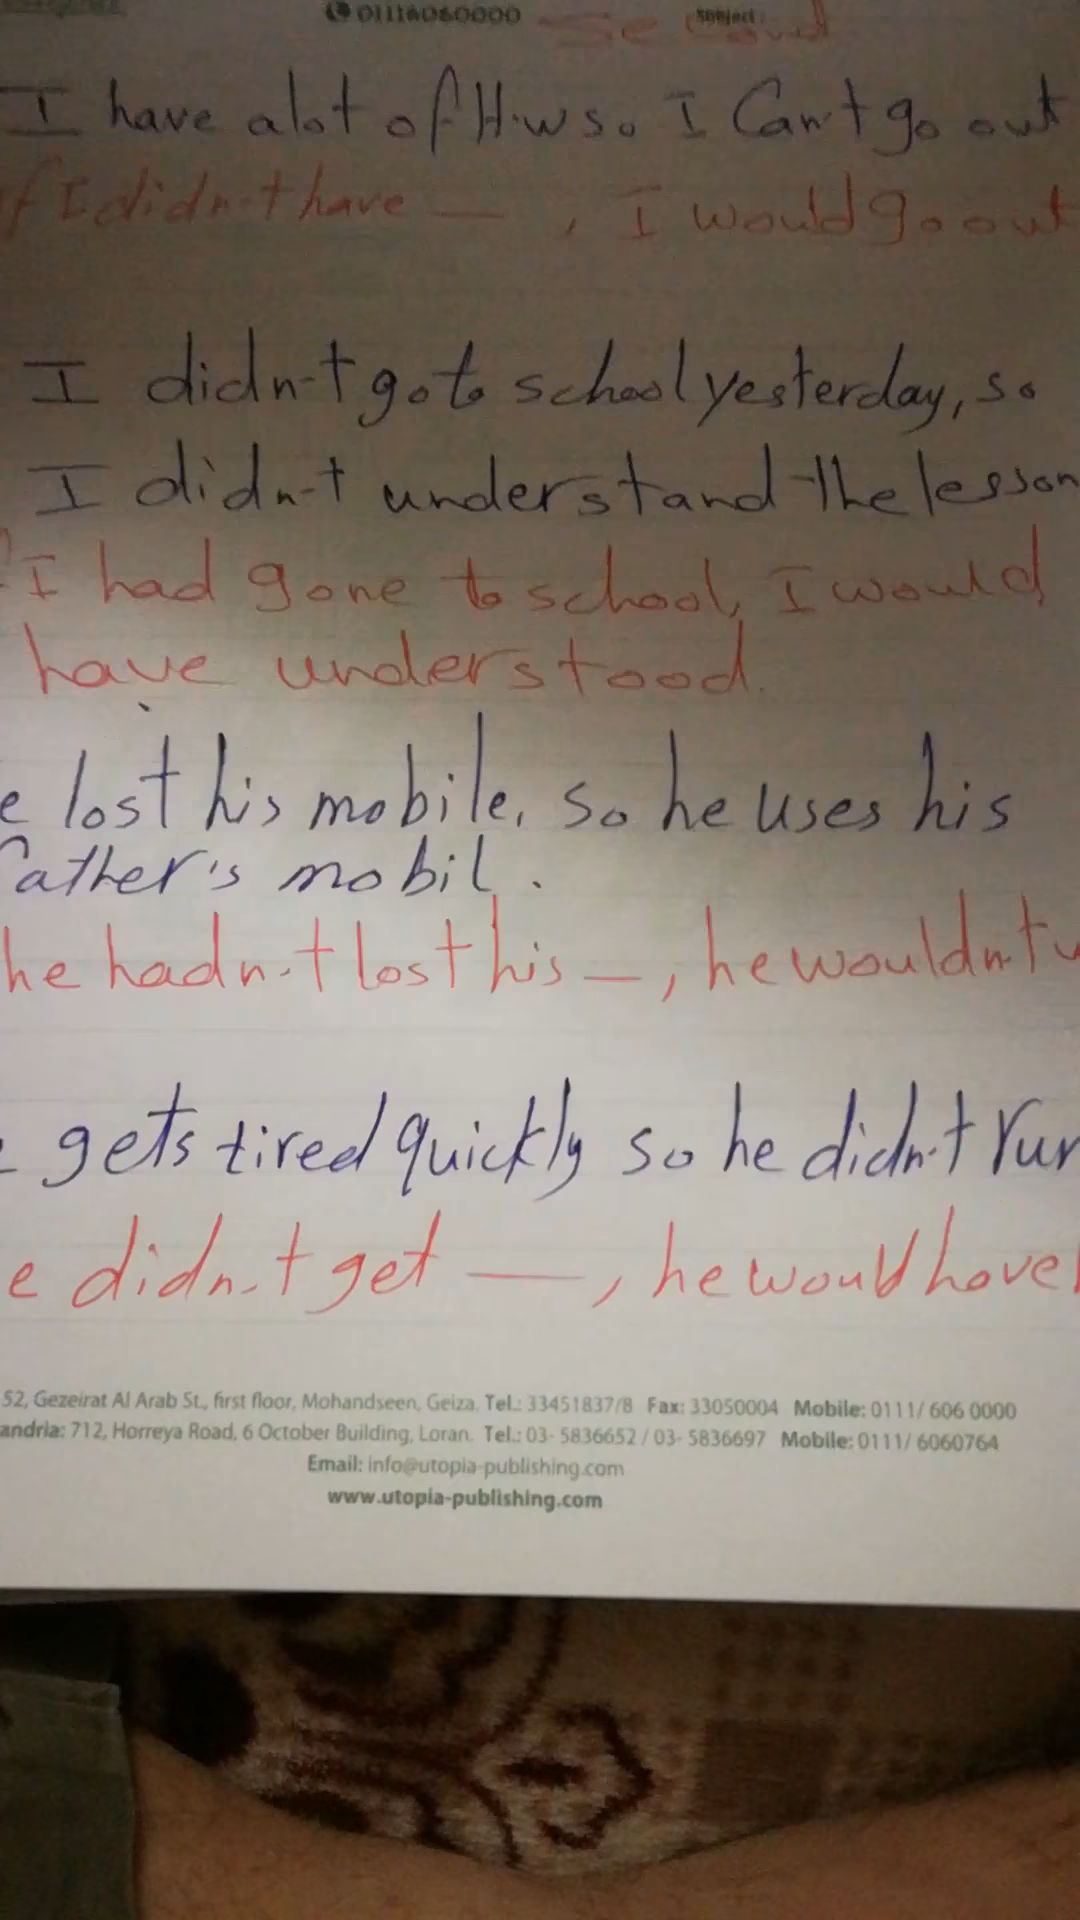 01116060000 Subject:
Second
I have alot of H.w so I Can't go out
If I didn't have — , I would go out
I didn't go to school yesterday, so
I didn't understand the lesson
I had gone to school, I would
have understood.
e lost his mobile, so he uses his
Father's mobil.
he hadn't lost his — , he wouldn't u
gets tired quickly so he didn't run
e didn't get — , he would have
52, Gezeirat Al Arab St., first floor, Mohandseen, Geiza. Tel.: 33451837/8 Fax: 33050004 Mobile: 0111/ 606 0000
andria: 712, Horreya Road, 6 October Building, Loran. Tel.: 03- 5836652 / 03- 5836697 Mobile: 0111/ 6060764
Email: info@utopia-publishing.com
www.utopia-publishing.com